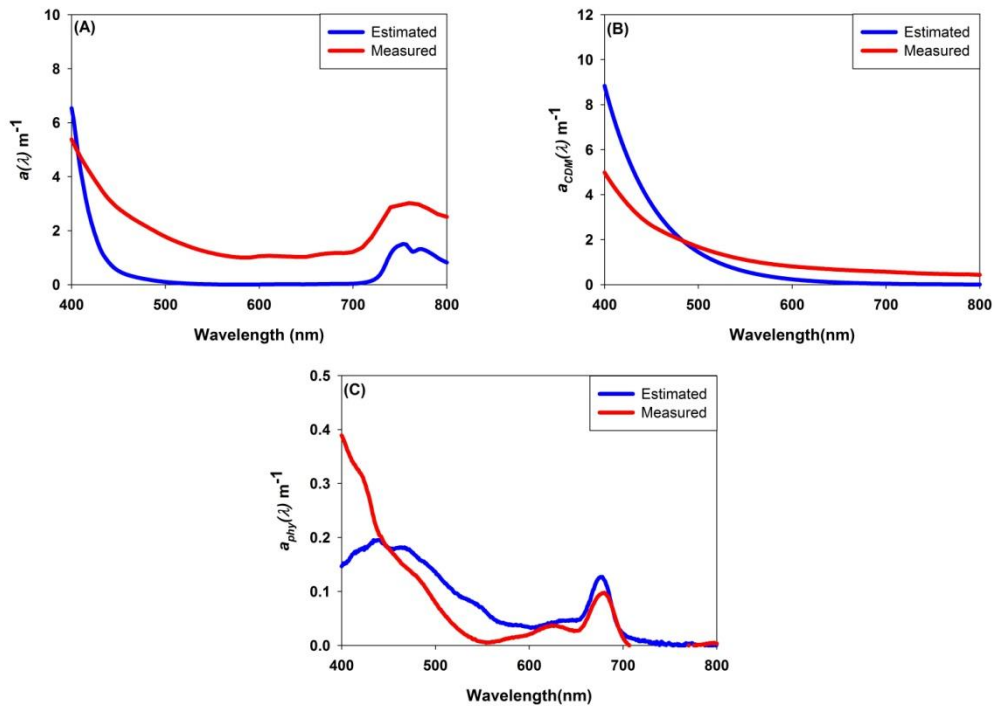 (A)
Estimated
Measured
10
8
6
4
2
0
a(λ) m-1
400
500
600
700
800
Wavelength (nm)
(B)
Estimated
Measured
12
10
8
6
4
2
0
aCDM(λ) m-1
400
500
600
700
800
Wavelength(nm)
(C)
Estimated
Measured
0.5
0.4
0.3
0.2
0.1
0.0
aphy(λ) m-1
400
500
600
700
800
Wavelength(nm)